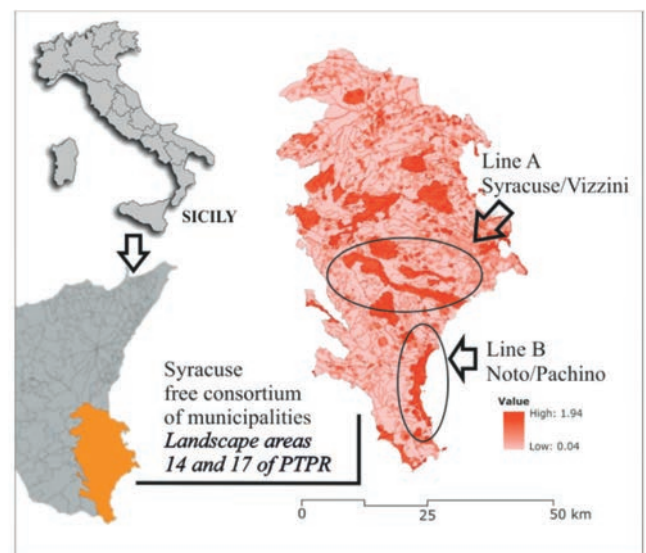 SICILY
Line A
Syracuse/Vizzini
Line B
Noto/Pachino
Syracuse
free consortium
of municipalities
Landscape areas
14 and 17 of PTPR
Value
High: 1.94
Low: 0.04
0 25 50 km